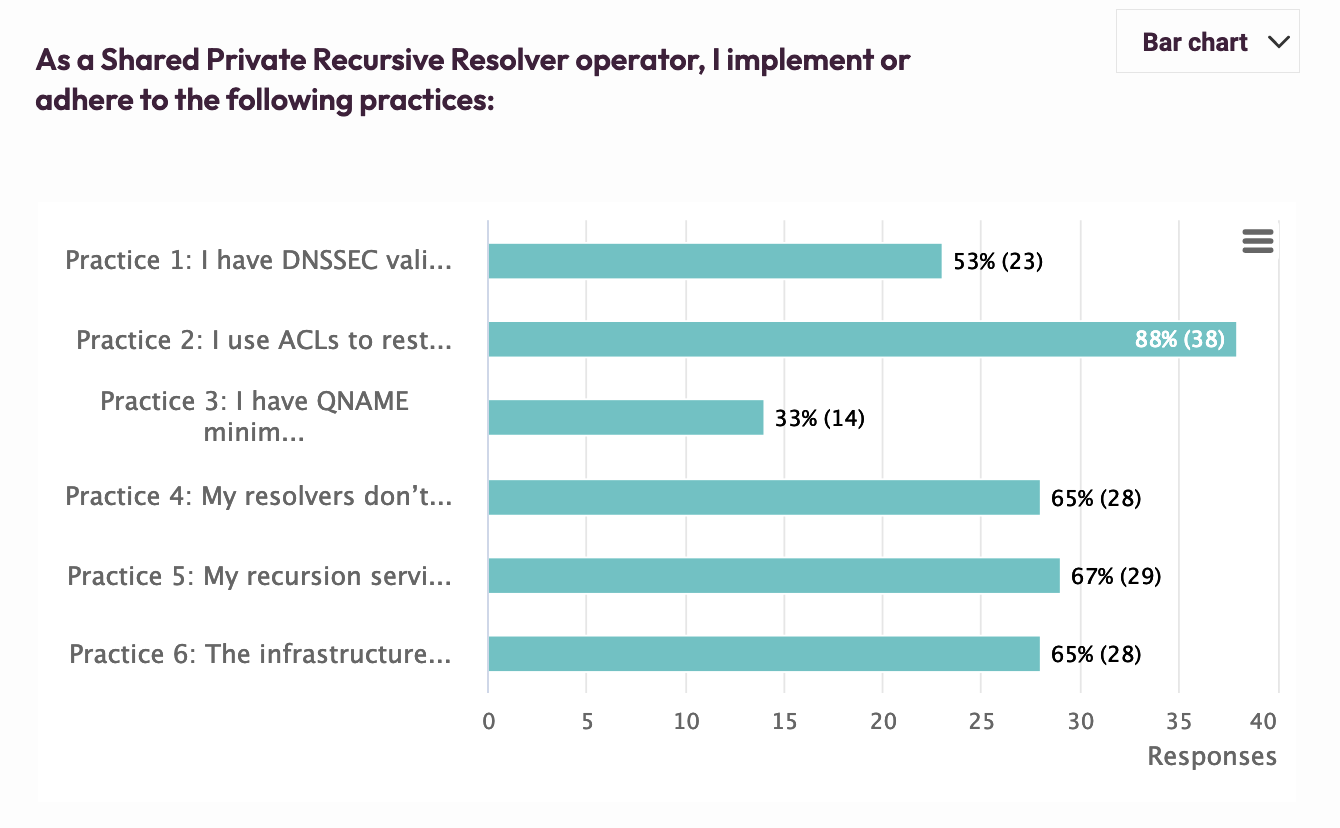 Bar chart
As a Shared Private Recursive Resolver operator, I implement or
adhere to the following practices:
Practice 1: I have DNSSEC vali...
53% (23)
Practice 2: I use ACLs to rest...
88% (38)
Practice 3: I have QNAME
minim...
33% (14)
Practice 4: My resolvers don’t...
65% (28)
Practice 5: My recursion servi...
67% (29)
Practice 6: The infrastructure...
65% (28)
0 5 10 15 20 25 30 35 40
Responses